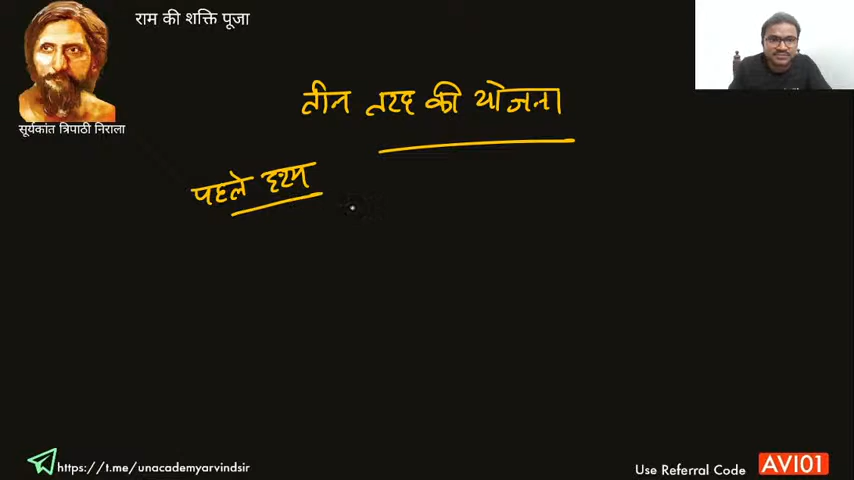 राम की शक्ति पूजा
सूर्यकांत त्रिपाठी निराला
तीन तरह की योजना
पहले दृश्य
https://t.me/unacademyarvindsir
Use Referral Code AVI01